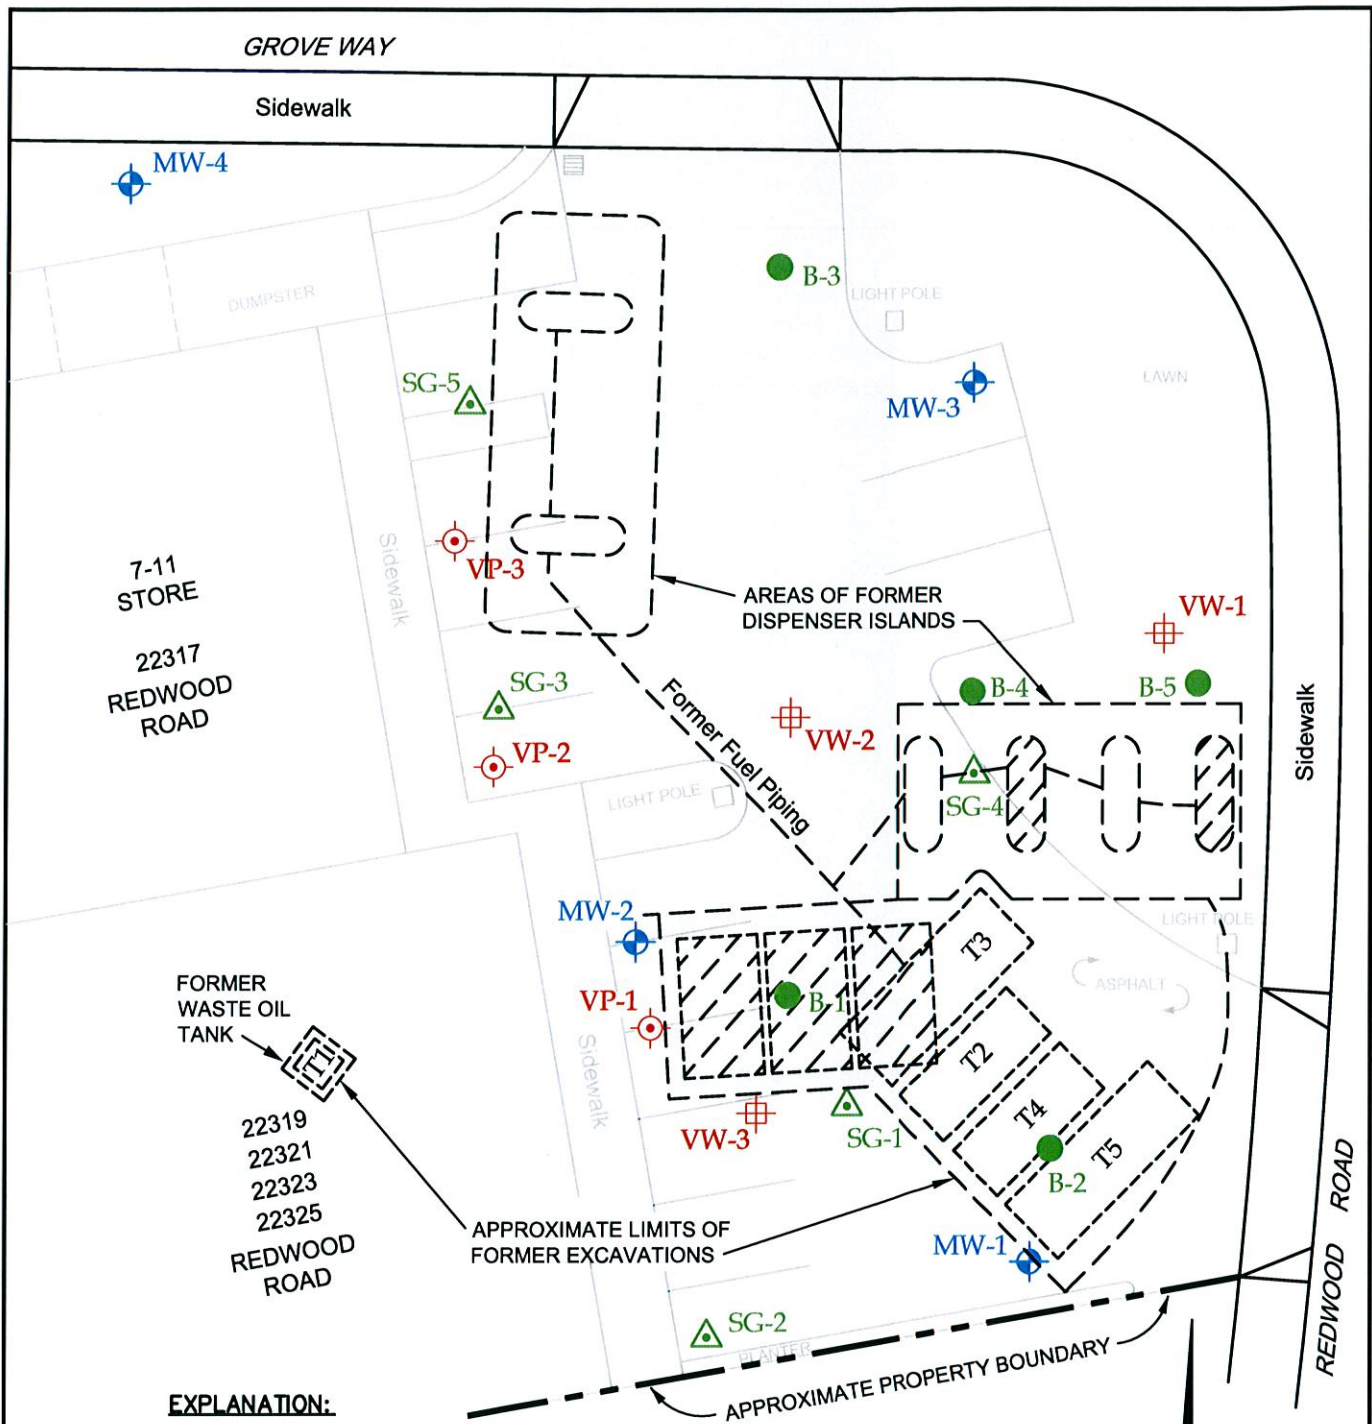 GROVE WAY
Sidewalk
MW-4
B-3
DUMPSTER
LIGHT POLE
SG-5
MW-3
LAWN
Sidewalk
VP-3
7-11
STORE
22317
REDWOOD
ROAD
AREAS OF FORMER
DISPENSER ISLANDS
VW-1
SG-3
B-4
B-5
Former Fuel Piping
VW-2
VP-2
Sidewalk
LIGHT POLE
SG-4
MW-2
LIGHT POLE
T3
FORMER
WASTE OIL
TANK
VP-1
B-1
ASPHALT
T1
T2
Sidewalk
T4
22319
22321
22323
22325
REDWOOD
ROAD
VW-3
SG-1
T5
B-2
APPROXIMATE LIMITS OF
FORMER EXCAVATIONS
MW-1
REDWOOD ROAD
SG-2
PLANTER
APPROXIMATE PROPERTY BOUNDARY
EXPLANATION: